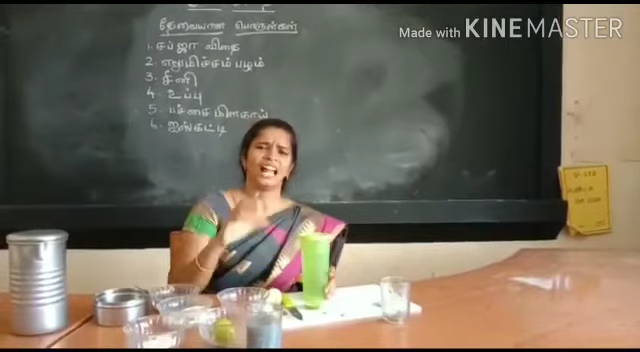 Made with KINEMASTER
தேவையான பொருள்கள்
1. சப்ஜா விதை
2. எலுமிச்சம் பழம்
3. சீனி
4. உப்பு
5. பச்சை மிளகாய்
6. ஐஸ்கட்டி